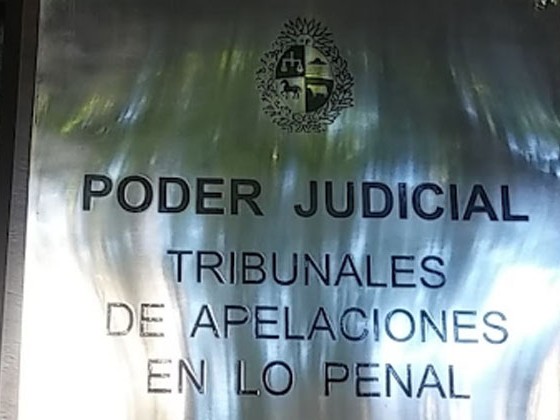 PODER JUDICIAL
TRIBUNALES
DE APELACIONES
EN LO PENAL